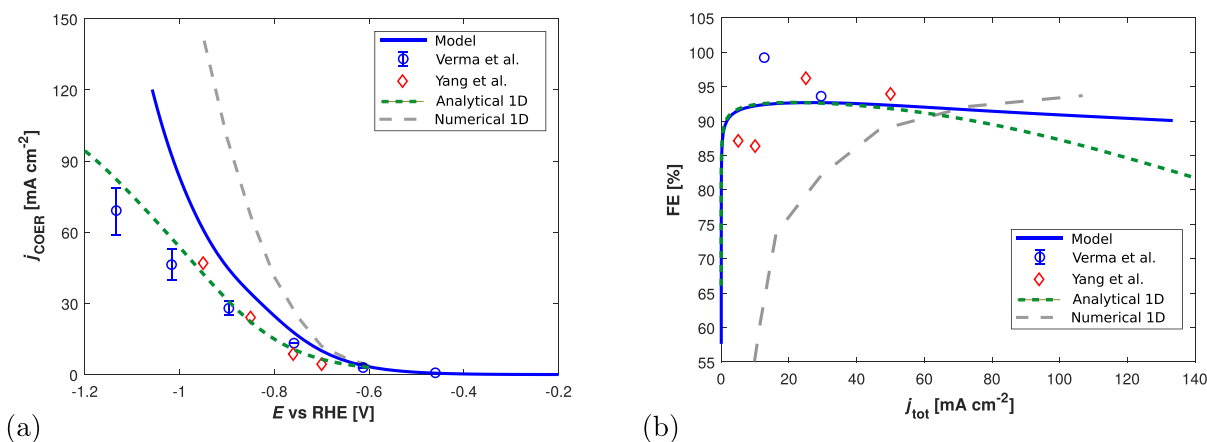 150
120
90
60
30
0
-1.2
-1
-0.8
-0.6
-0.4
-0.2
j_COER [mA cm⁻²]
E vs RHE [V]
Model
Verma et al.
Yang et al.
Analytical 1D
Numerical 1D
(a)
105
100
95
90
85
80
75
70
65
60
55
0
20
40
60
80
100
120
140
FE [%]
j_tot [mA cm⁻²]
Model
Verma et al.
Yang et al.
Analytical 1D
Numerical 1D
(b)